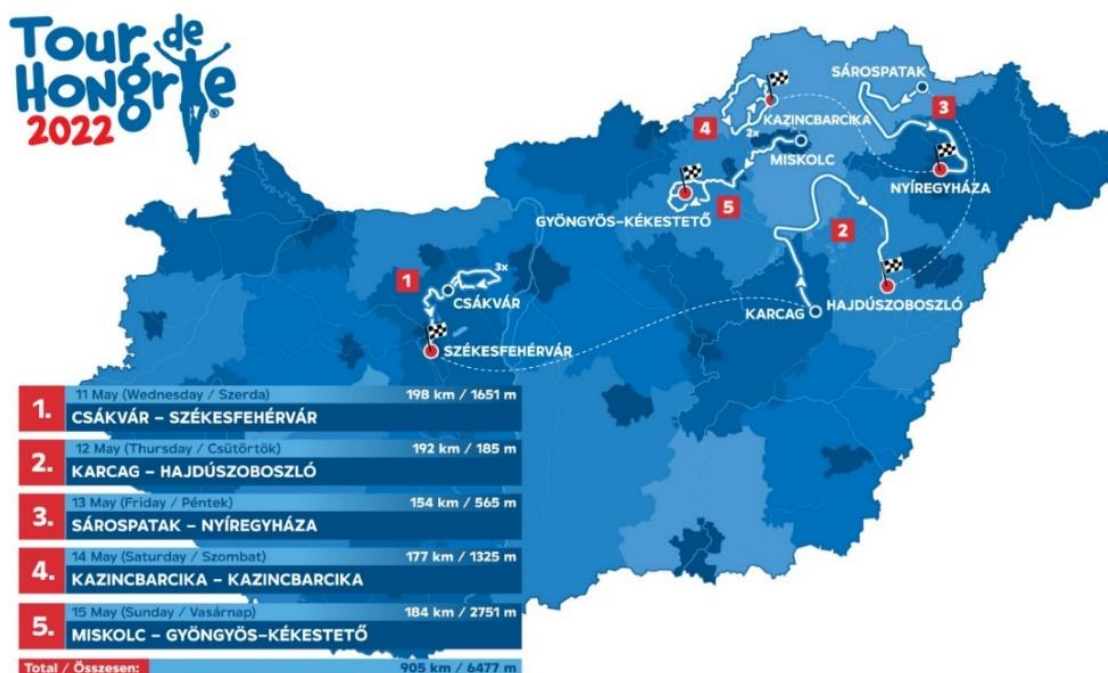 Tour de
HONGRIE®
2022
SÁROSPATAK
3
4
KAZINCBARCIKA
2x
MISKOLC
NYÍREGYHÁZA
5
GYÖNGYÖS-KÉKESTETŐ
2
1
3x
CSÁKVÁR
KARCAG
HAJDÚSZOBOSZLÓ
SZÉKESFEHÉRVÁR
1. 11 May (Wednesday / Szerda) 198 km / 1651 m
CSÁKVÁR – SZÉKESFEHÉRVÁR
2. 12 May (Thursday / Csütörtök) 192 km / 185 m
KARCAG – HAJDÚSZOBOSZLÓ
3. 13 May (Friday / Péntek) 154 km / 565 m
SÁROSPATAK – NYÍREGYHÁZA
4. 14 May (Saturday / Szombat) 177 km / 1325 m
KAZINCBARCIKA – KAZINCBARCIKA
5. 15 May (Sunday / Vasárnap) 184 km / 2751 m
MISKOLC – GYÖNGYÖS-KÉKESTETŐ
Total / Összesen: 905 km / 6477 m